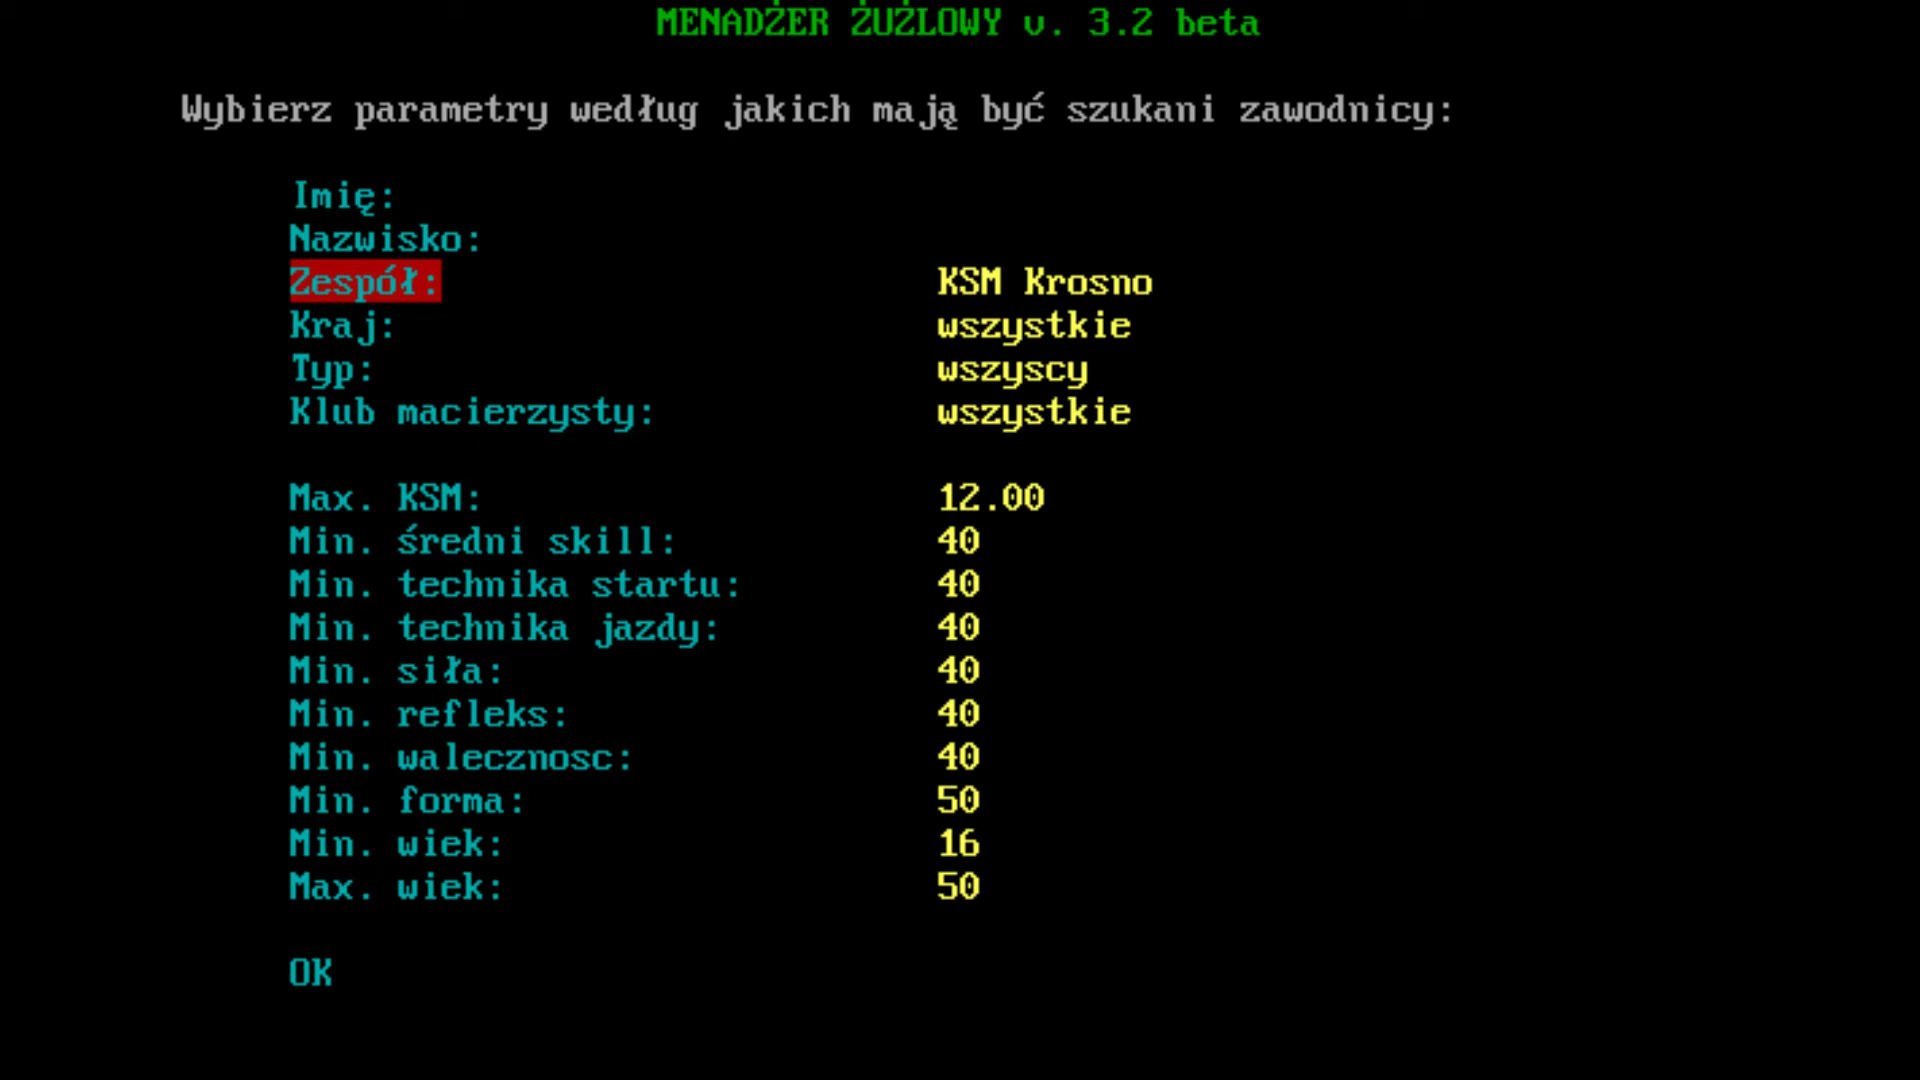 MENADŻER ŻUŻLOWY v. 3.2 beta
Wybierz parametry według jakich mają być szukani zawodnicy:
Imię:
Nazwisko:
Zespół: KSM Krosno
Kraj: wszystkie
Typ: wszyscy
Klub macierzysty: wszystkie
Max. KSM: 12.00
Min. średni skill: 40
Min. technika startu: 40
Min. technika jazdy: 40
Min. siła: 40
Min. refleks: 40
Min. walecznosc: 40
Min. forma: 50
Min. wiek: 16
Max. wiek: 50
OK